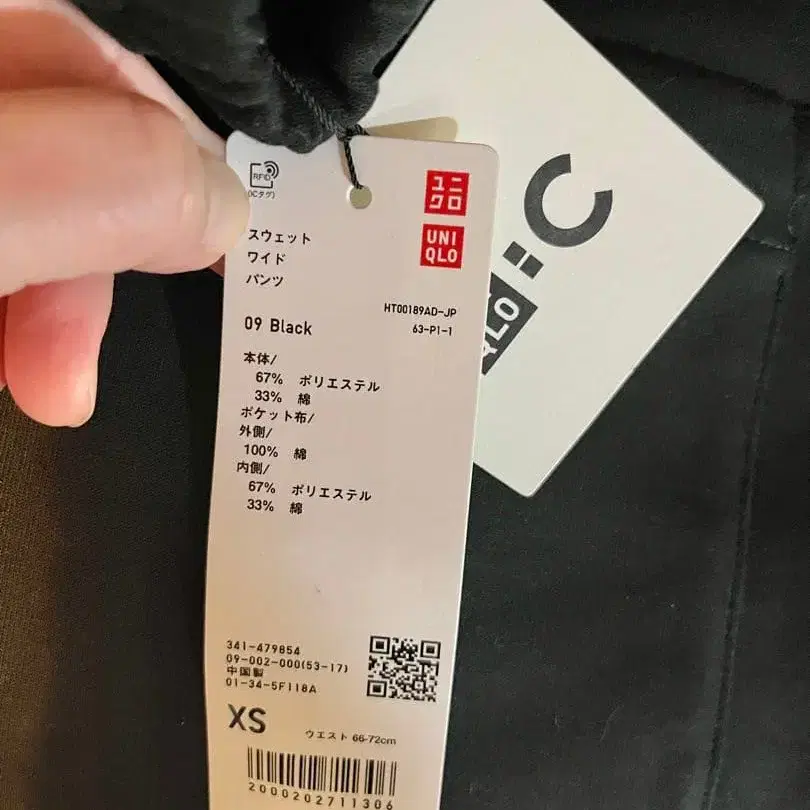 RFID
(ICタグ)
ユニ
クロ
UNI
QLO
スウェット
ワイド
パンツ
HT00189AD-JP
63-P1-1
09 Black
本体/
67% ポリエステル
33% 綿
ポケット布/
外側/
100% 綿
内側/
67% ポリエステル
33% 綿
341-479854
09-002-000(53-17)
中国製
01-34-5F118A
XS
ウエスト 66-72cm
2000202711306
:C
QLO